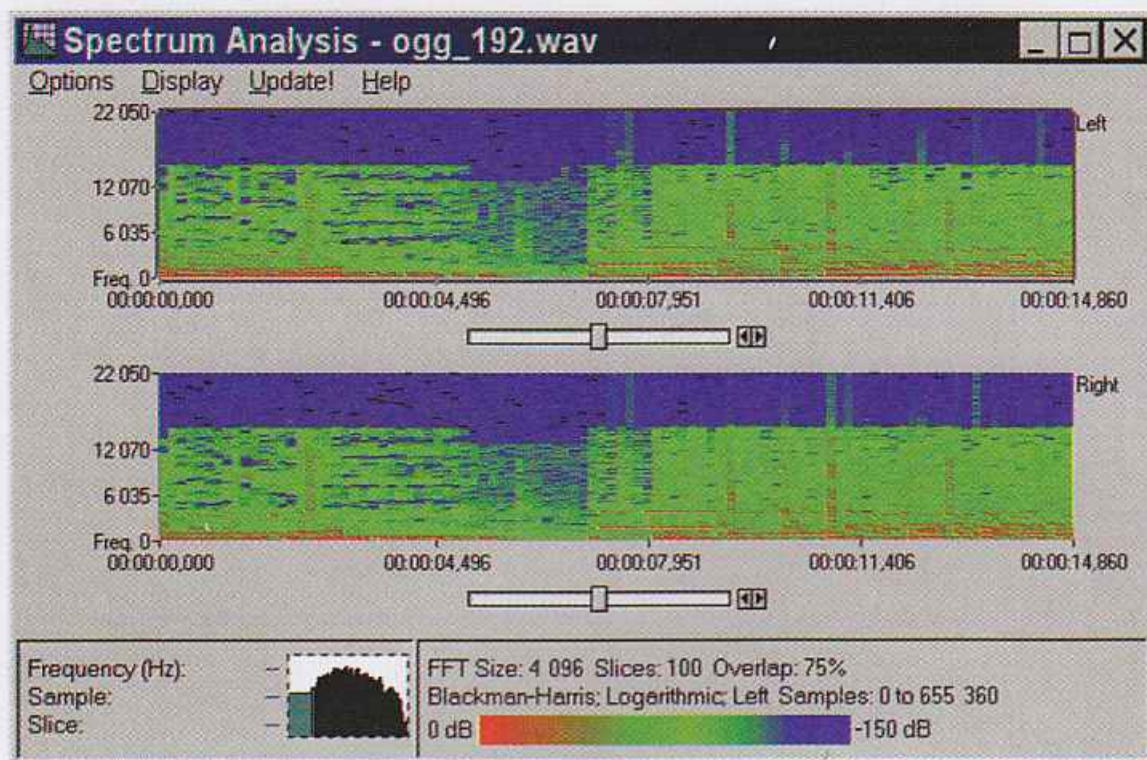 Spectrum Analysis - ogg_192.wav
Options Display Update! Help
22 050
Left
12 070
6 035
Freq. 0
00:00:00,000 00:00:04,496 00:00:07,951 00:00:11,406 00:00:14,860
22 050
Right
12 070
6 035
Freq. 0
00:00:00,000 00:00:04,496 00:00:07,951 00:00:11,406 00:00:14,860
Frequency (Hz): --
Sample: --
Slice: --
FFT Size: 4 096 Slices: 100 Overlap: 75%
Blackman-Harris; Logarithmic; Left Samples: 0 to 655 360
0 dB -150 dB